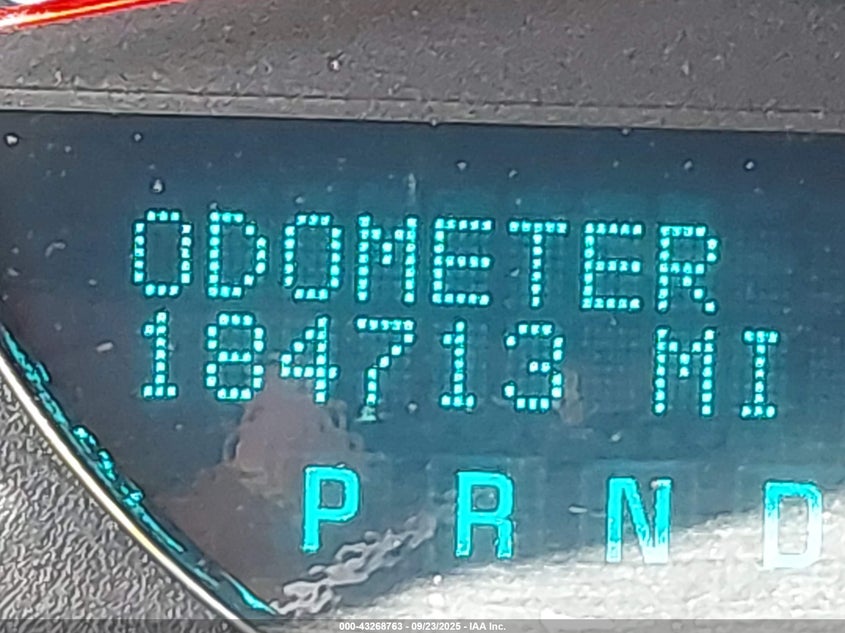 ODOMETER
184713 MI
P R N D
000-43268763 - 09/23/2025 - IAA Inc.